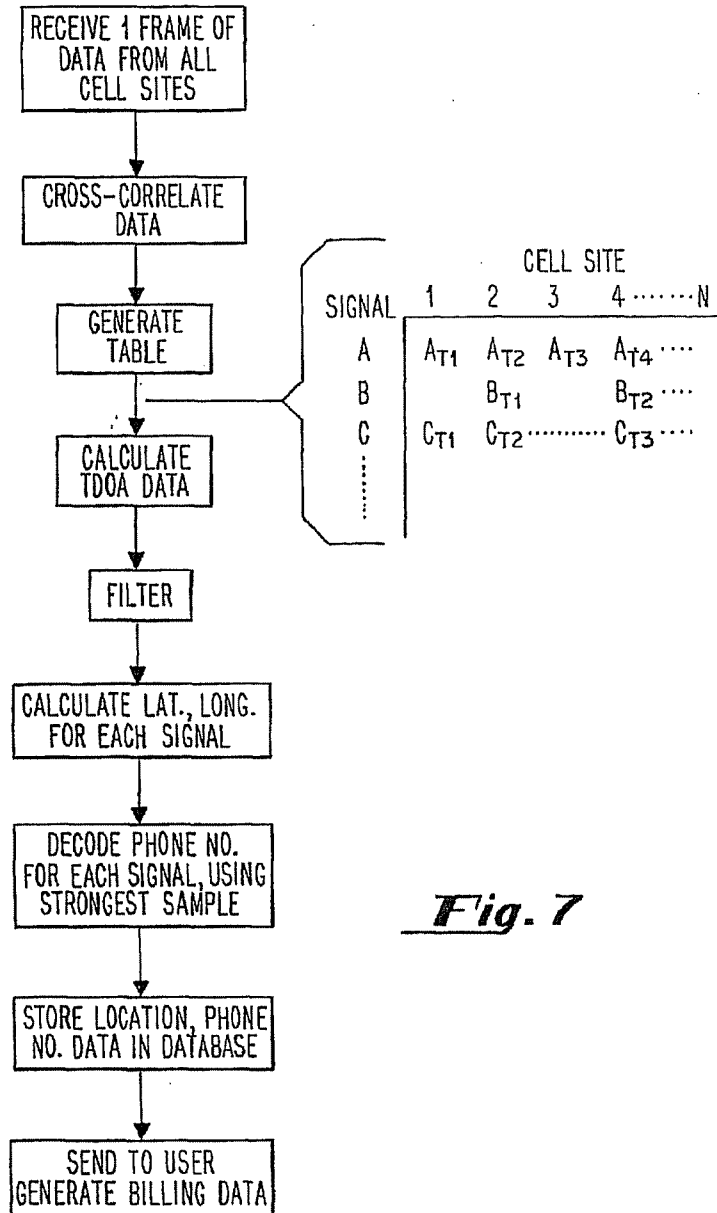 RECEIVE 1 FRAME OF
DATA FROM ALL
CELL SITES
CROSS-CORRELATE
DATA
GENERATE
TABLE
CELL SITE
SIGNAL 1 2 3 4 ······· N
A A_T1 A_T2 A_T3 A_T4 ····
B B_T1 B_T2 ····
C C_T1 C_T2 ·········· C_T3 ····
CALCULATE
TDOA DATA
FILTER
CALCULATE LAT., LONG.
FOR EACH SIGNAL
DECODE PHONE NO.
FOR EACH SIGNAL, USING
STRONGEST SAMPLE
Fig. 7
STORE LOCATION, PHONE
NO. DATA IN DATABASE
SEND TO USER
GENERATE BILLING DATA